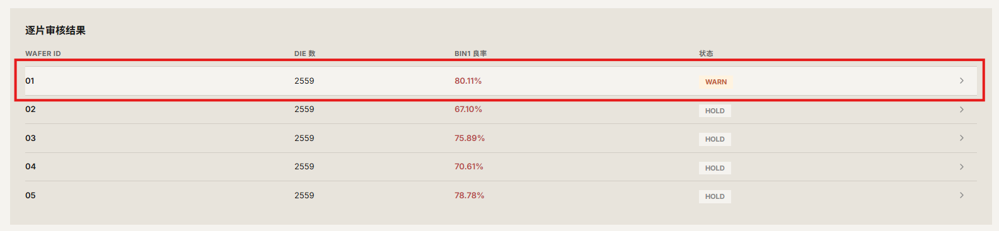 逐片审核结果
WAFER ID DIE 数 BIN1 良率 状态
01 2559 80.11% WARN
02 2559 67.10% HOLD
03 2559 75.89% HOLD
04 2559 70.61% HOLD
05 2559 78.78% HOLD